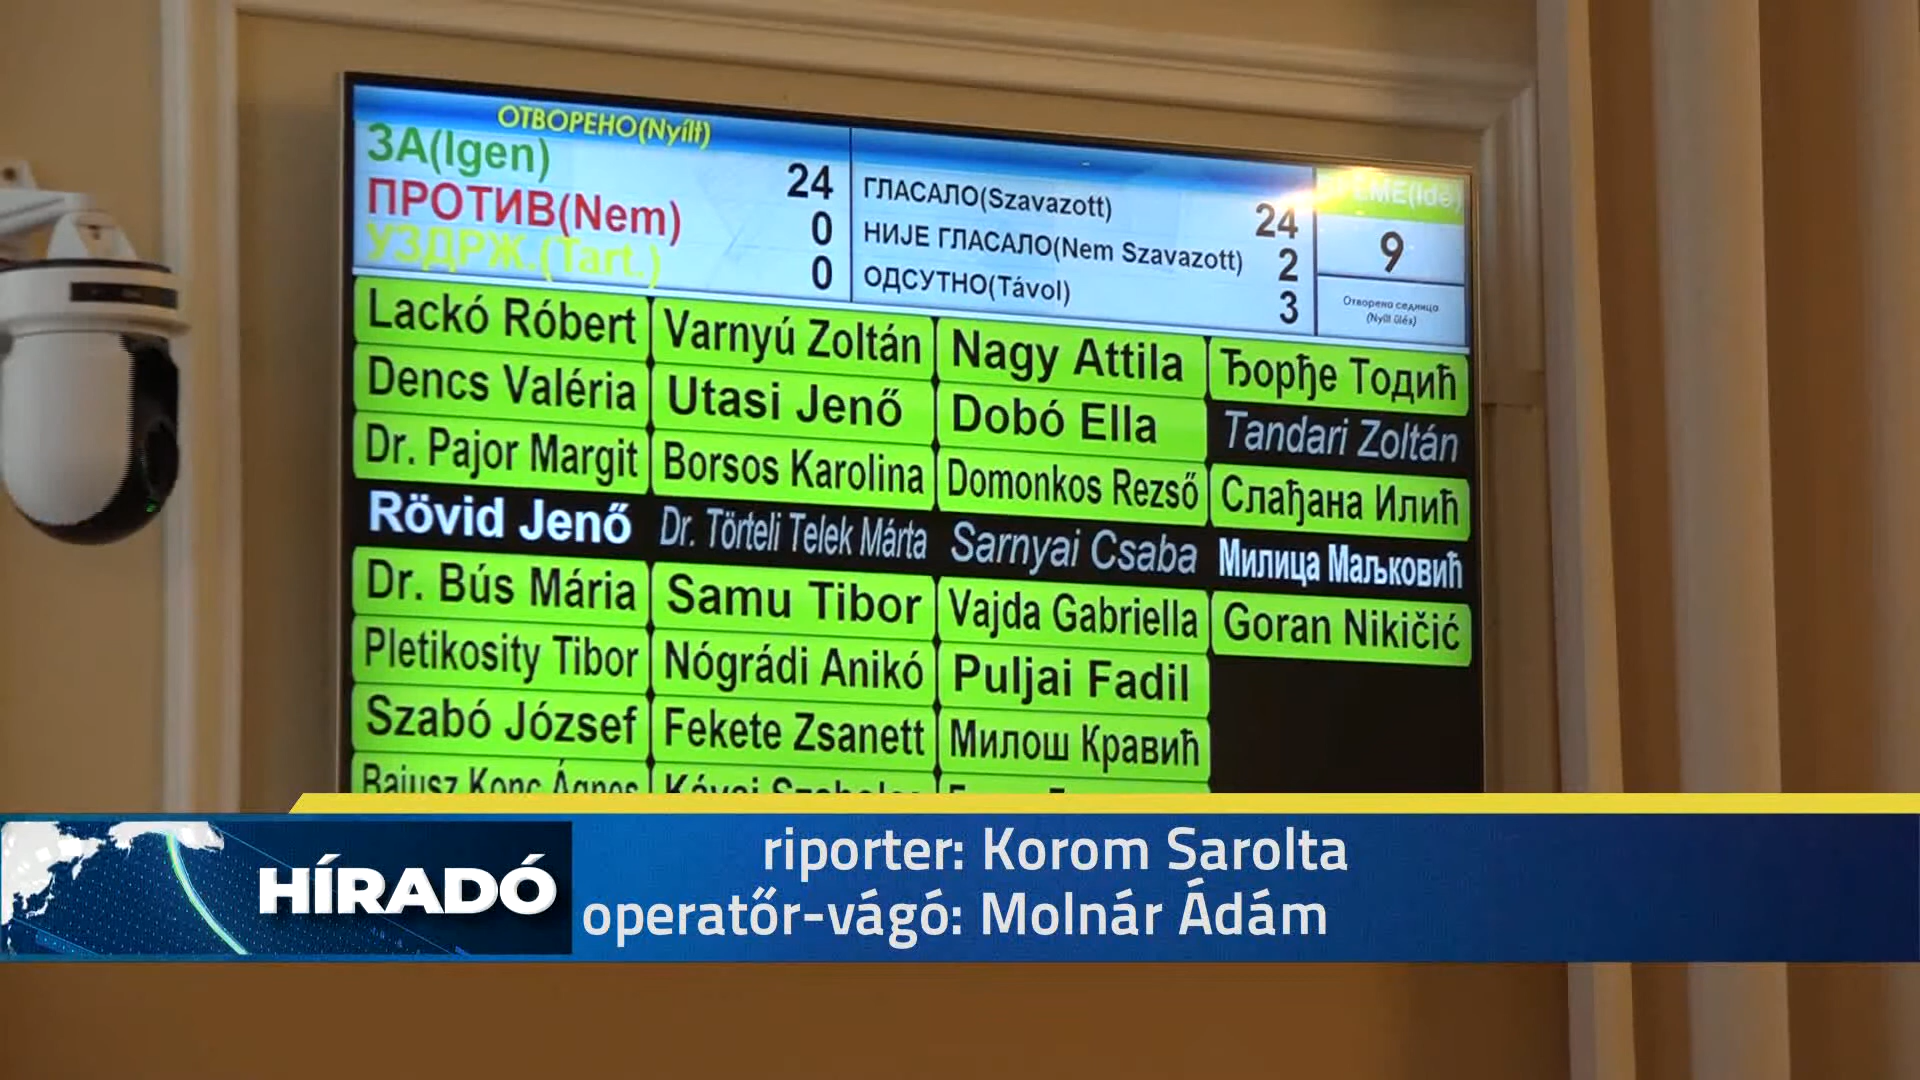 ОТВОРЕНО(Nyílt)
ЗА(Igen) 24
ПРОТИВ(Nem) 0
УЗДРЖ.(Tart.) 0
ГЛАСАЛО(Szavazott) 24
НИЈЕ ГЛАСАЛО(Nem Szavazott) 2
ОДСУТНО(Távol) 3
9
Отворена седница
(Nyílt ülés)
Lackó Róbert Varnyú Zoltán Nagy Attila Ђорђе Тодић
Dencs Valéria Utasi Jenő Dobó Ella Tandari Zoltán
Dr. Pajor Margit Borsos Karolina Domonkos Rezső Слађана Илић
Rövid Jenő Dr. Törteli Telek Márta Sarnyai Csaba Милица Маљковић
Dr. Bús Mária Samu Tibor Vajda Gabriella Goran Nikičić
Pletikosity Tibor Nógrádi Anikó Puljai Fadil
Szabó József Fekete Zsanett Милош Кравић
HÍRADÓ
riporter: Korom Sarolta
operatőr-vágó: Molnár Ádám